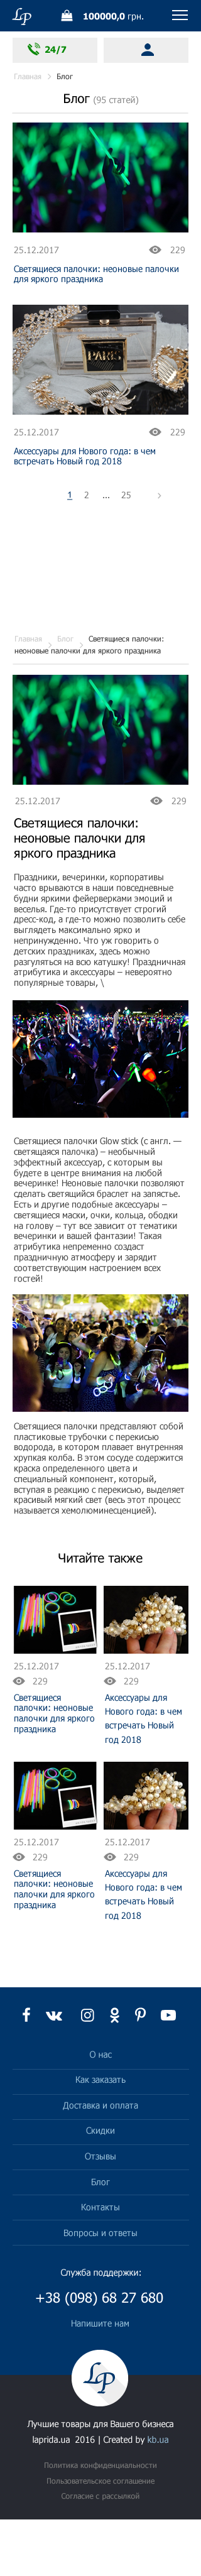 Lp 100000,0 грн.
24/7
Главная > Блог
Блог (95 статей)
25.12.2017 229
Светящиеся палочки: неоновые палочки
для яркого праздника
PARF
25.12.2017 229
Аксессуары для Нового года: в чем
встречать Новый год 2018
1 2 ... 25 >
Главная > Блог > Светящиеся палочки:
неоновые палочки для яркого праздника
25.12.2017 229
Светящиеся палочки:
неоновые палочки для
яркого праздника
Праздники, вечеринки, корпоративы
часто врываются в наши повседневные
будни яркими фейерверками эмоций и
веселья. Где-то присутствует строгий
дресс-код, а где-то можно позволить себе
выглядеть максимально ярко и
непринужденно. Что уж говорить о
детских праздниках, здесь можно
разгуляться на всю катушку! Праздничная
атрибутика и аксессуары – невероятно
популярные товары, \
Светящиеся палочки Glow stick (с англ. —
светящаяся палочка) – необычный
эффектный аксессуар, с которым вы
будете в центре внимания на любой
вечеринке! Неоновые палочки позволяют
сделать светящийся браслет на запястье.
Есть и другие подобные аксессуары –
светящиеся маски, очки, кольца, ободки
на голову – тут все зависит от тематики
вечеринки и вашей фантазии! Такая
атрибутика непременно создаст
праздничную атмосферу и зарядит
соответствующим настроением всех
гостей!
Светящиеся палочки представляют собой
пластиковые трубочки с перекисью
водорода, в котором плавает внутренняя
хрупкая колба. В этом сосуде содержится
краска определенного цвета и
специальный компонент, который,
вступая в реакцию с перекисью, выделяет
красивый мягкий свет (весь этот процесс
называется хемолюминесценцией).
Читайте также
25.12.2017 25.12.2017
229 229
Светящиеся
палочки: неоновые
палочки для яркого
праздника
Аксессуары для
Нового года: в чем
встречать Новый
год 2018
25.12.2017 25.12.2017
229 229
Светящиеся
палочки: неоновые
палочки для яркого
праздника
Аксессуары для
Нового года: в чем
встречать Новый
год 2018
О нас
Как заказать
Доставка и оплата
Скидки
Отзывы
Блог
Контакты
Вопросы и ответы
Служба поддержки:
+38 (098) 68 27 680
Напишите нам
Lp
Лучшие товары для Вашего бизнеса
laprida.ua 2016 | Created by kb.ua
Политика конфиденциальности
Пользовательское соглашение
Согласие с рассылкой